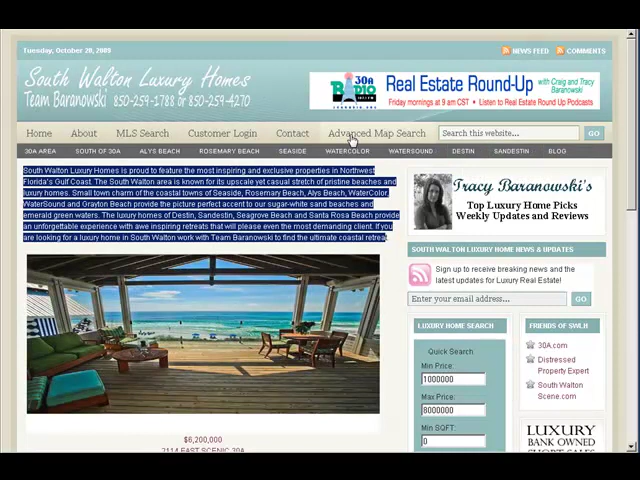 Tuesday, October 20, 2009
NEWS FEED
COMMENTS
South Walton Luxury Homes
Team Baranowski 850-259-1788 or 850-259-4270
30A
RADIO
Real Estate Round-Up with Craig and Tracy Baranowski
Friday mornings at 9 am CST • Listen to Real Estate Round Up Podcasts
Home About MLS Search Customer Login Contact Advanced Map Search
Search this website...
GO
30A AREA SOUTH OF 30A ALYS BEACH ROSEMARY BEACH SEASIDE WATERCOLOR WATERSOUND DESTIN SANDESTIN BLOG
South Walton Luxury Homes is proud to feature the most inspiring and exclusive properties in Northwest
Florida's Gulf Coast. The South Walton area is known for its upscale yet casual stretch of pristine beaches and
luxury homes. Small town charm of the coastal towns of Seaside, Rosemary Beach, Alys Beach, WaterColor,
WaterSound and Grayton Beach provide the picture perfect accent to our sugar-white sand beaches and
emerald green waters. The luxury homes of Destin, Sandestin, Seagrove Beach and Santa Rosa Beach provide
an unforgettable experience with awe inspiring retreats that will please even the most demanding client. If you
are looking for a luxury home in South Walton work with Team Baranowski to find the ultimate coastal retrea
$6,200,000
2114 EAST SCENIC 30A
Tracy Baranowski's
Top Luxury Home Picks
Weekly Updates and Reviews
SOUTH WALTON LUXURY HOME NEWS & UPDATES
Sign up to receive breaking news and the
latest updates for Luxury Real Estate!
Enter your email address...
GO
LUXURY HOME SEARCH
Quick Search
Min Price:
1000000
Max Price:
8000000
Min SQFT:
0
FRIENDS OF SWLH
30A.com
Distressed
Property Expert
South Walton
Scene.com
LUXURY
BANK OWNED
SHORT SALES